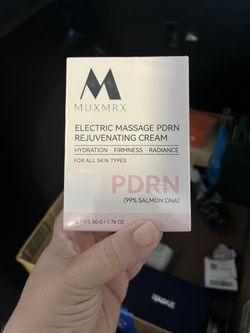 M
MUXMRX
ELECTRIC MASSAGE PDRN
REJUVENATING CREAM
HYDRATION · FIRMNESS · RADIANCE
FOR ALL SKIN TYPES
PDRN
(99% SALMON DNA)
50 G / 1.76 OZ